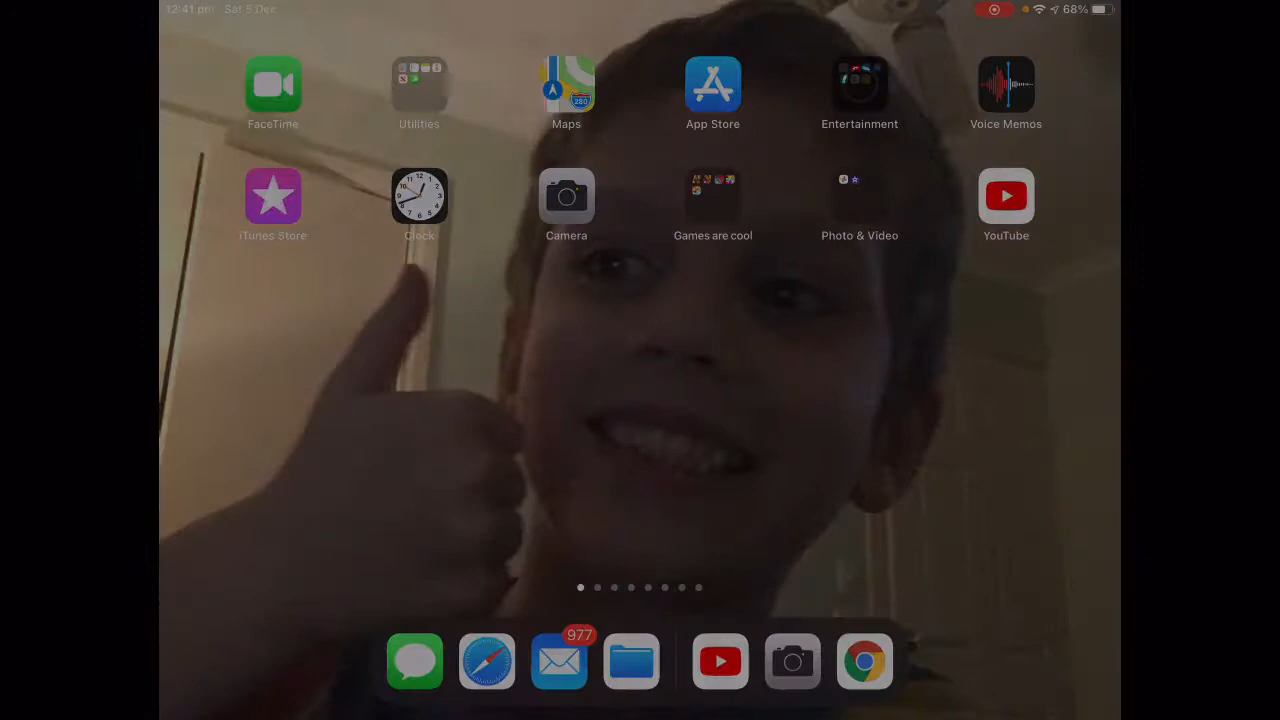 12:41 pm Sat 5 Dec 68%
FaceTime Utilities Maps App Store Entertainment Voice Memos
iTunes Store Clock Camera Games are cool Photo & Video YouTube
977